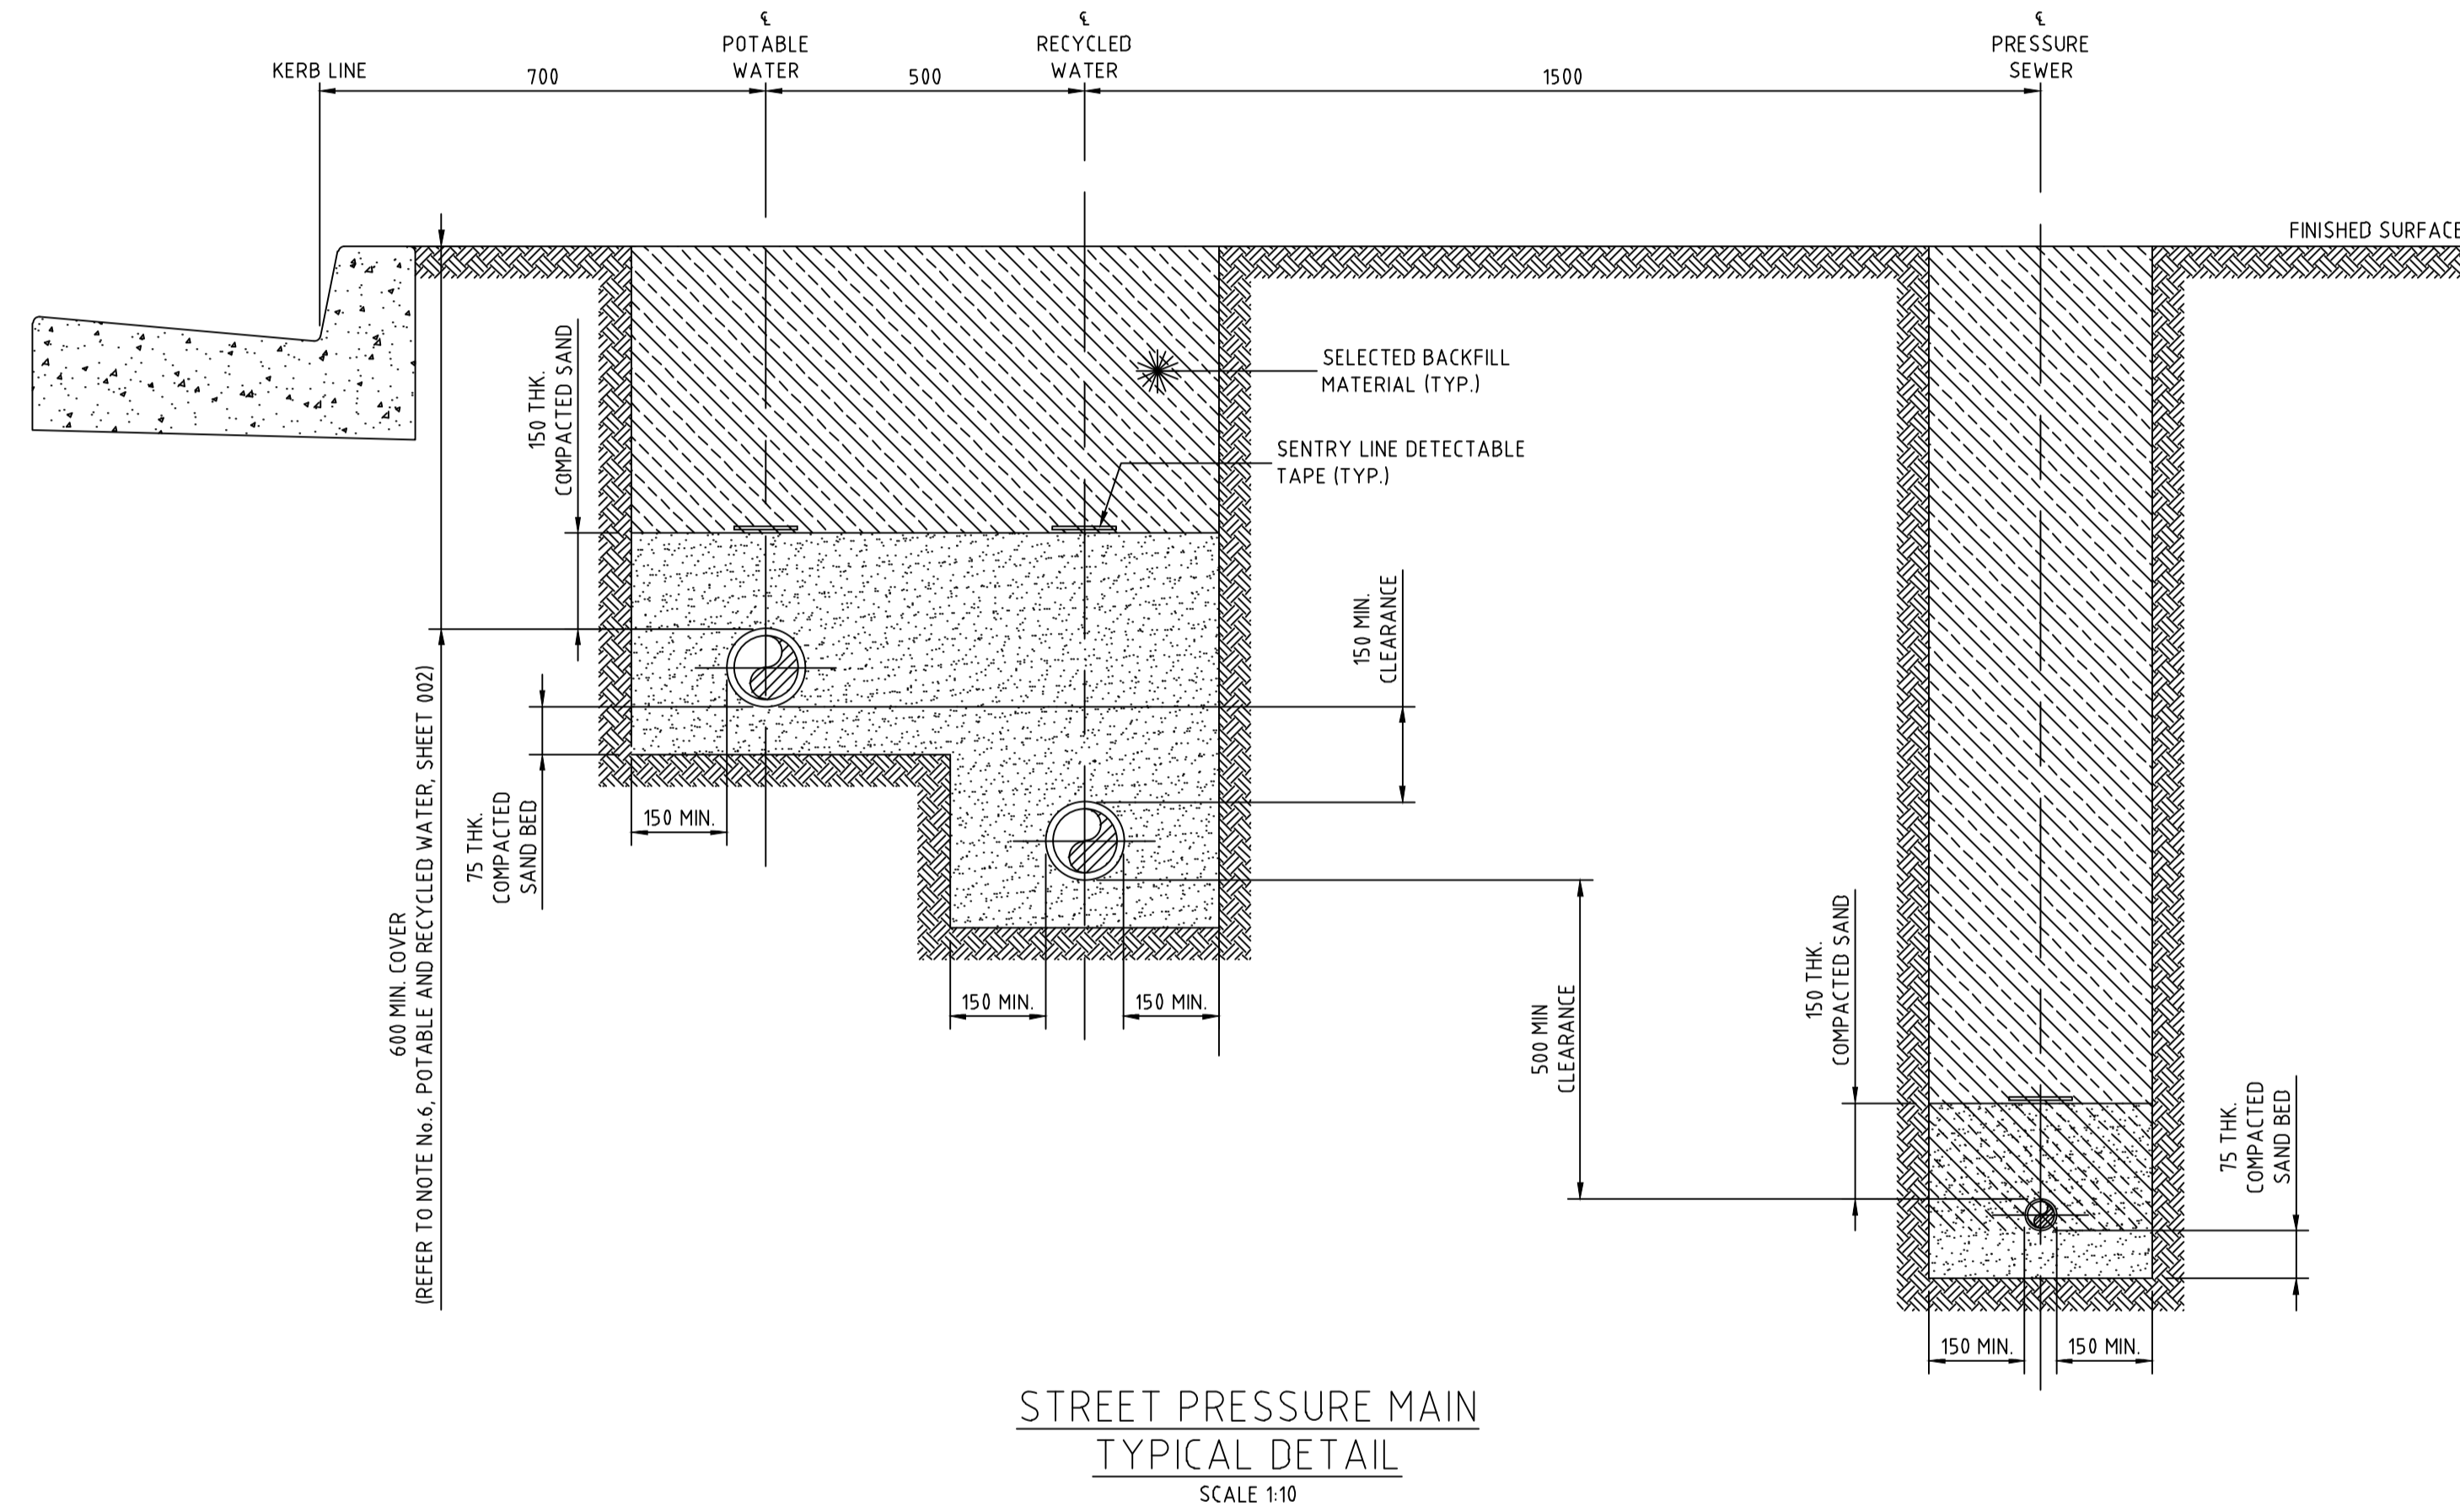 ℄
POTABLE
WATER
℄
RECYCLED
WATER
℄
PRESSURE
SEWER
KERB LINE
700
500
1500
FINISHED SURFACE
150 THK.
COMPACTED SAND
SELECTED BACKFILL
MATERIAL (TYP.)
SENTRY LINE DETECTABLE
TAPE (TYP.)
150 MIN.
CLEARANCE
600 MIN. COVER
(REFER TO NOTE No.6, POTABLE AND RECYCLED WATER, SHEET 002)
75 THK.
COMPACTED
SAND BED
150 MIN.
150 MIN.
150 MIN.
500 MIN
CLEARANCE
150 THK.
COMPACTED SAND
75 THK.
COMPACTED
SAND BED
150 MIN.
150 MIN.
STREET PRESSURE MAIN
TYPICAL DETAIL
SCALE 1:10